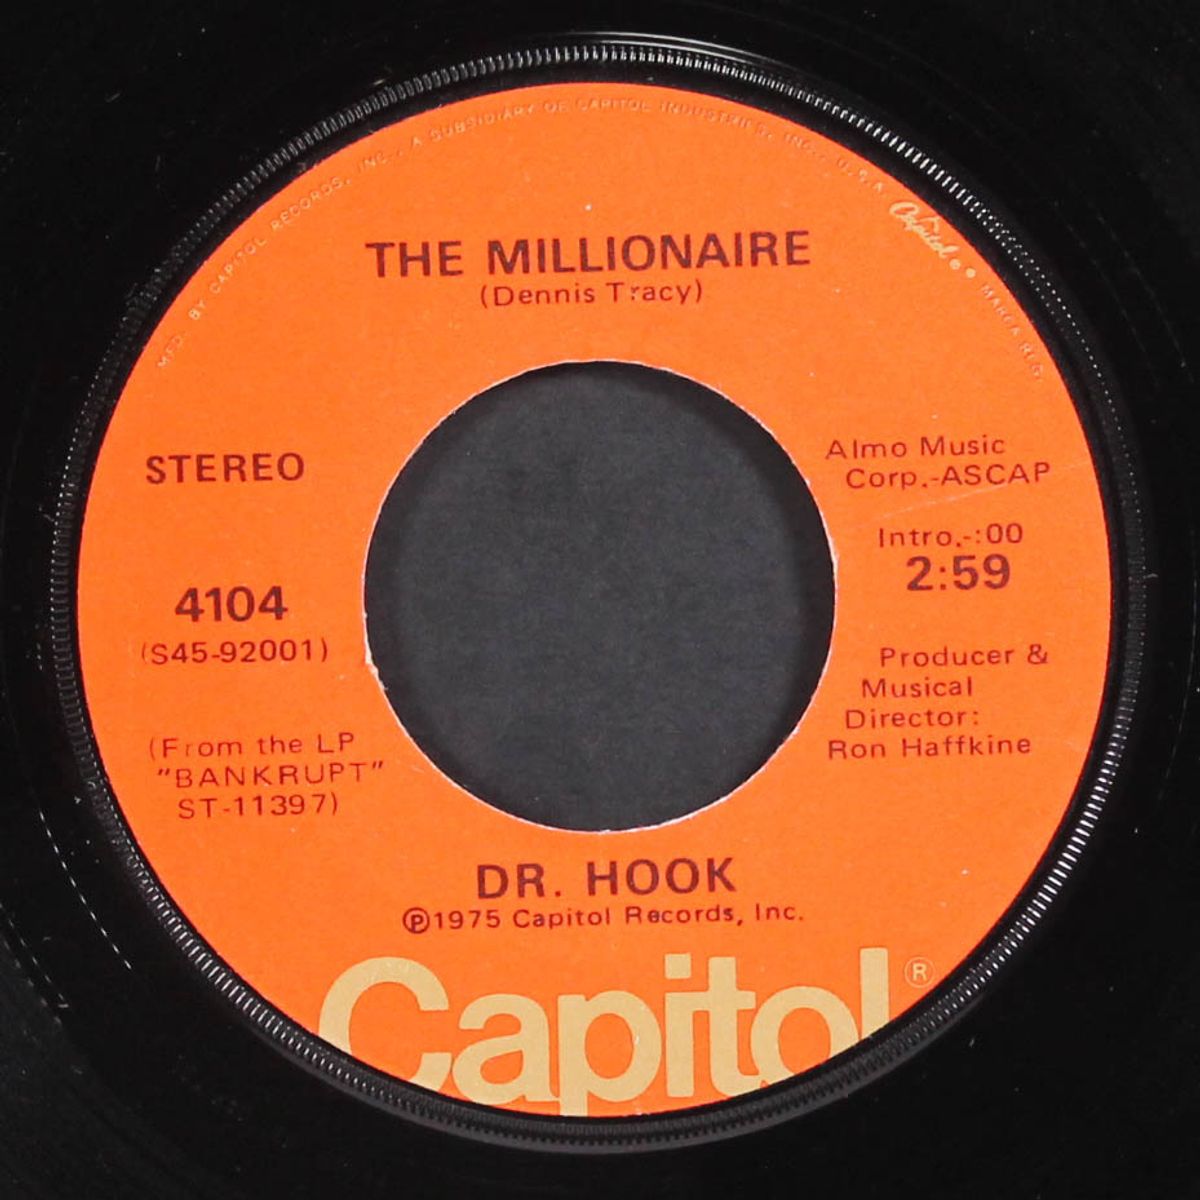 MFD. BY CAPITOL RECORDS, INC., A SUBSIDIARY OF CAPITOL INDUSTRIES, INC., U.S.A.
Capitol
MARCA REG.
THE MILLIONAIRE
(Dennis Tracy)
STEREO
Almo Music
Corp.-ASCAP
Intro.-:00
2:59
4104
(S45-92001)
Producer &
Musical
Director:
Ron Haffkine
(From the LP
"BANKRUPT"
ST-11397)
DR. HOOK
℗1975 Capitol Records, Inc.
Capitol®